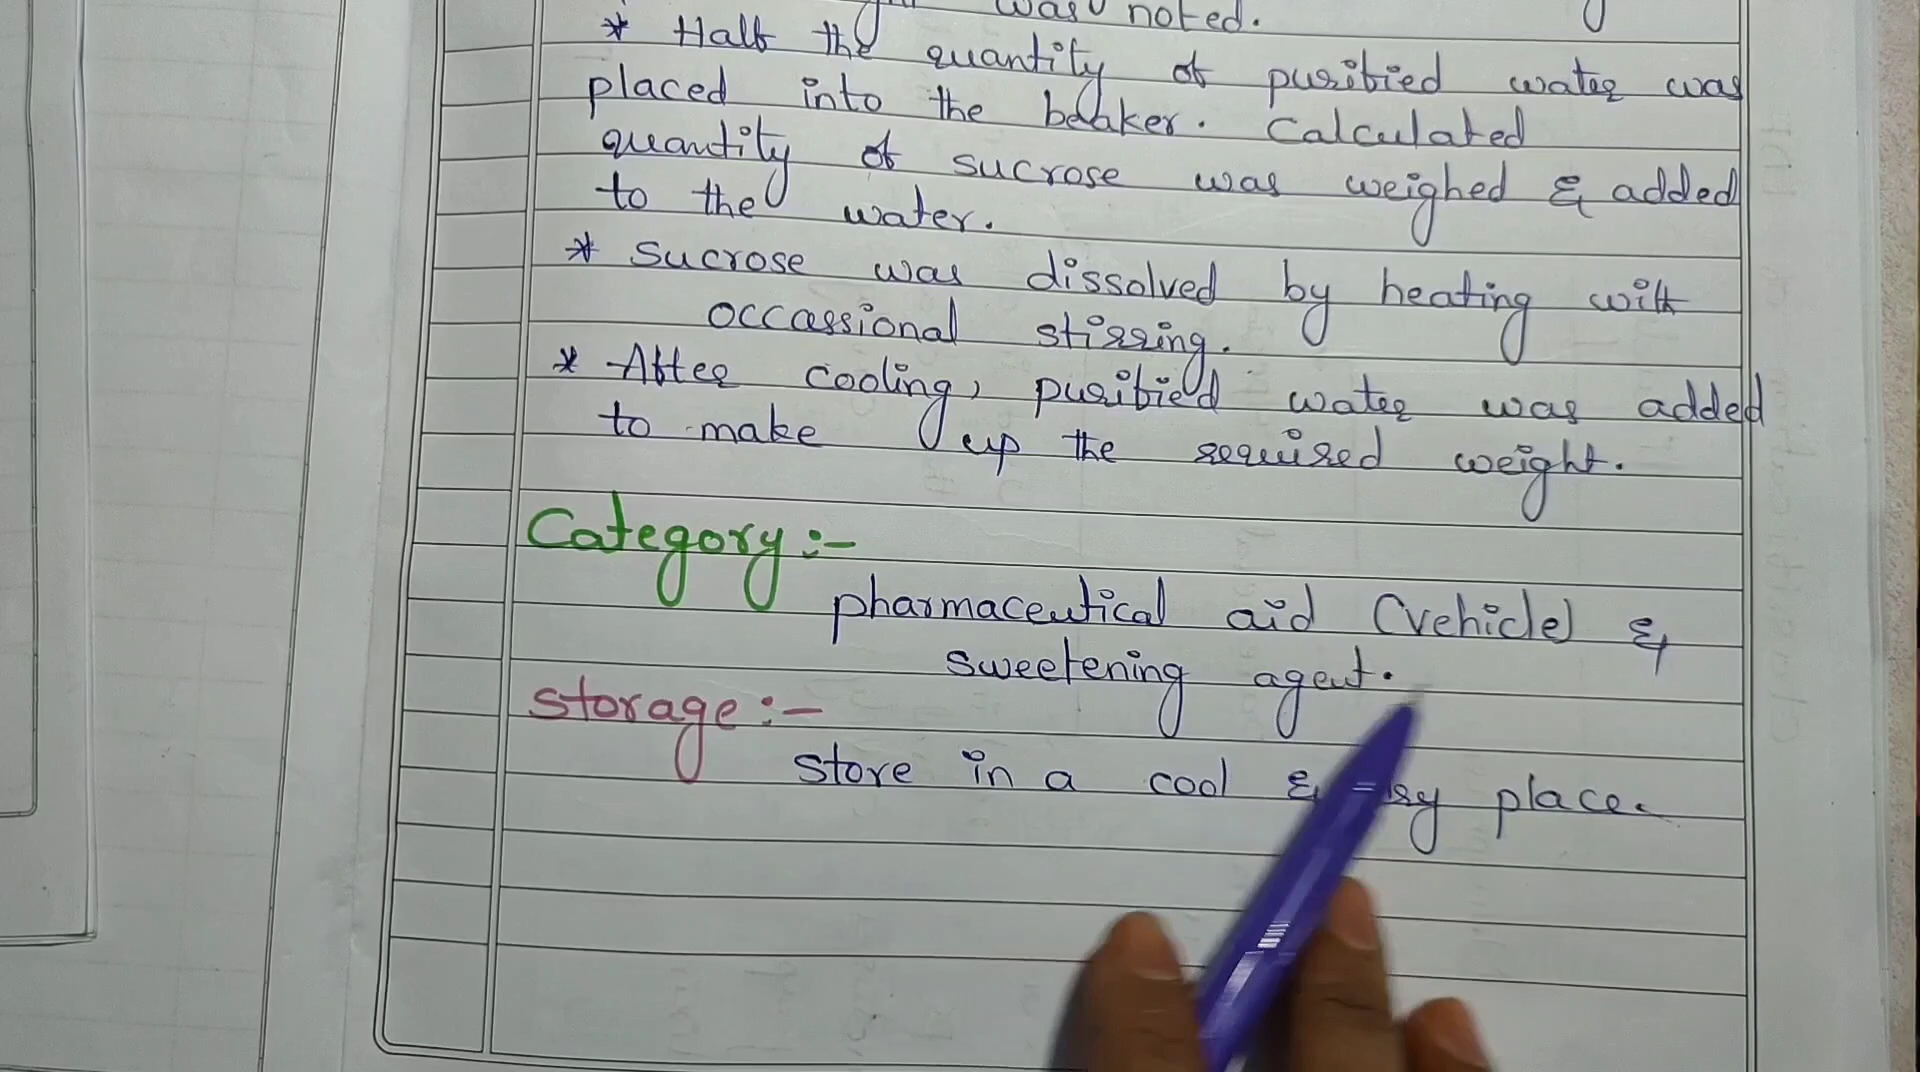 was noted.
* Half the quantity of purified water was
placed into the beaker. Calculated
quantity of sucrose was weighed & added
to the water.
* Sucrose was dissolved by heating with
occassional stirring.
* After cooling, purified water was added
to make up the required weight.
Category:-
pharmaceutical aid (vehicle) &
sweetening agent.
Storage:-
store in a cool & place.